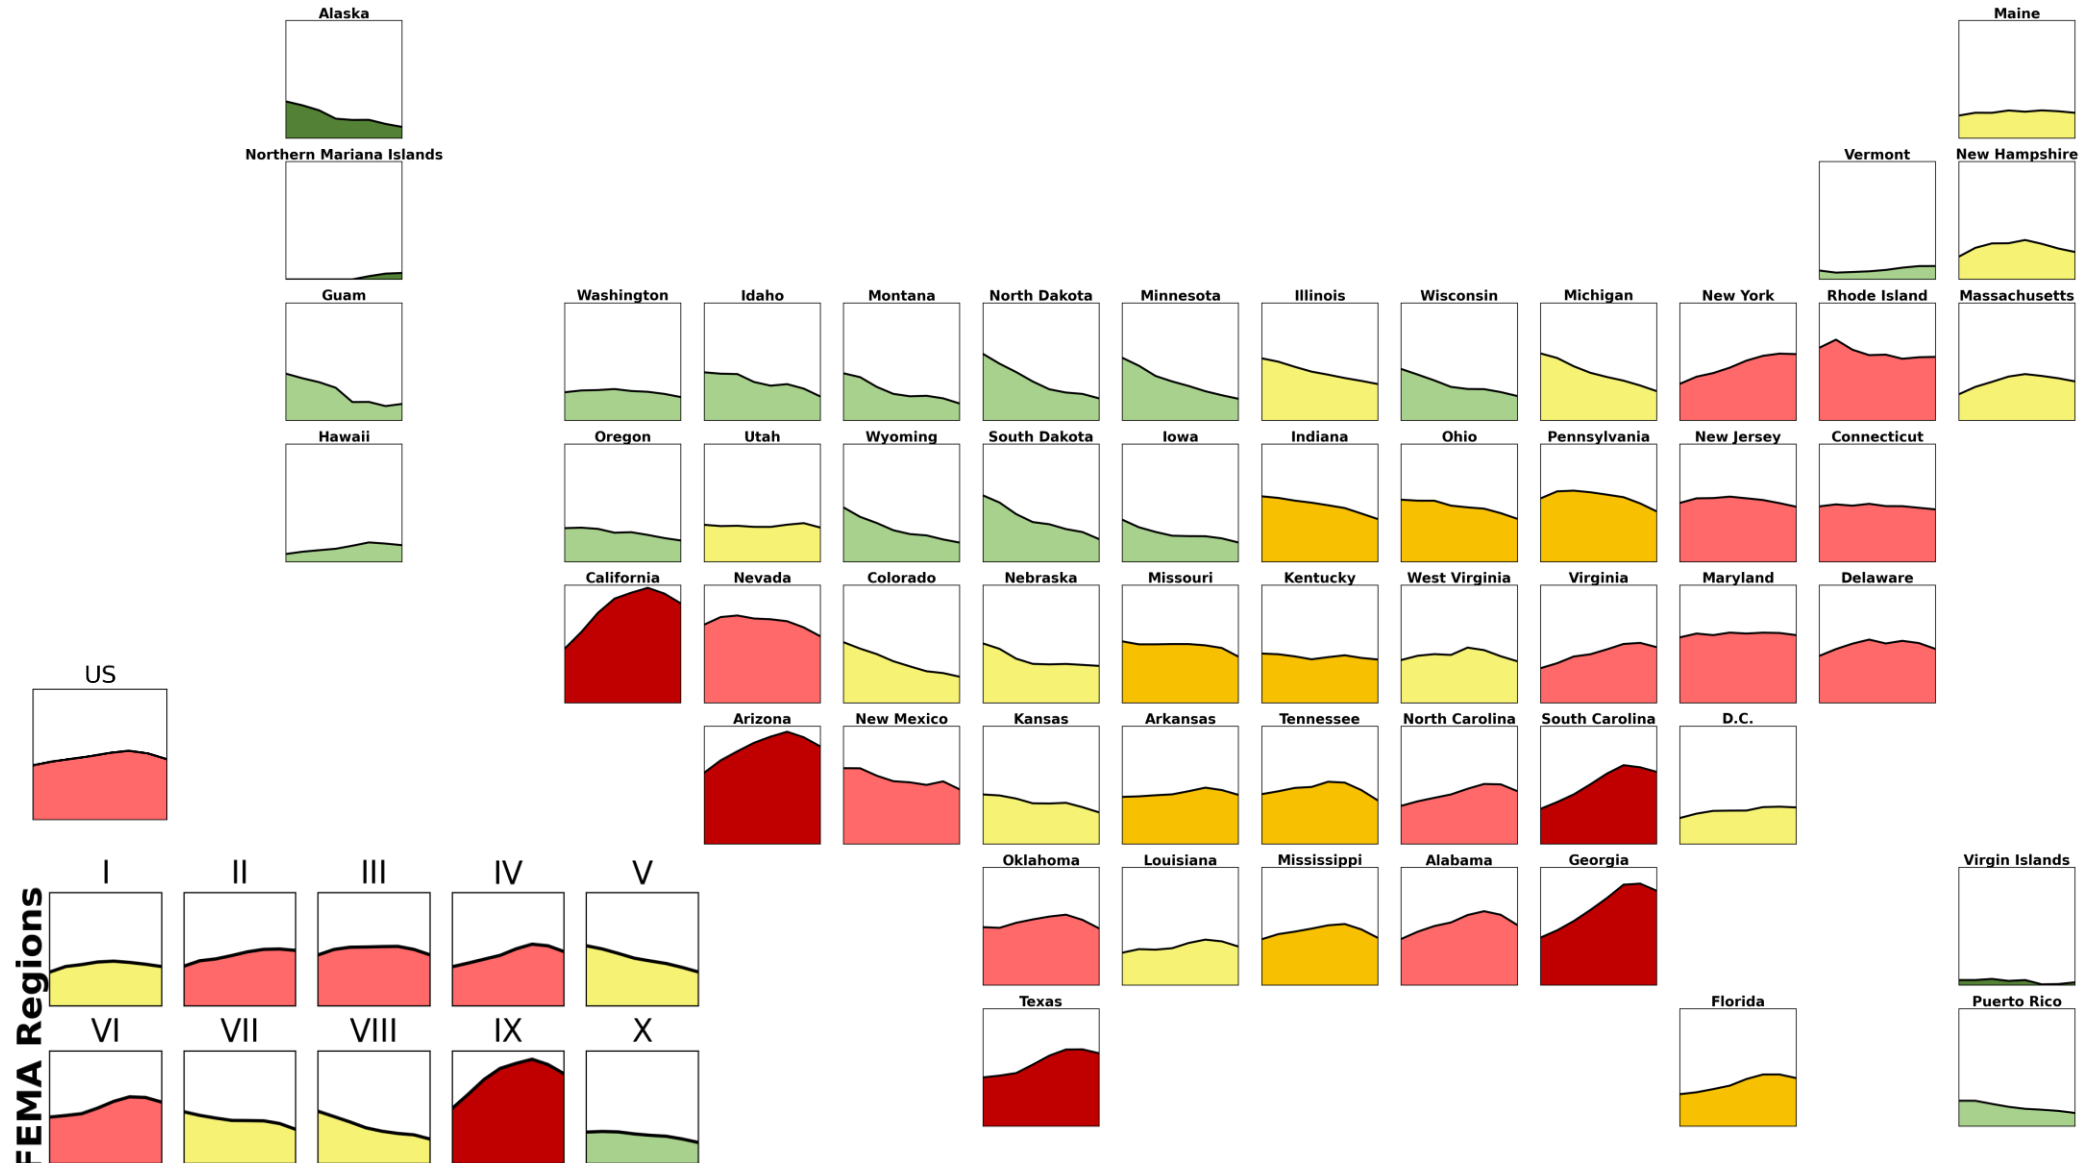 Alaska
Maine
Northern Mariana Islands
Vermont
New Hampshire
Guam
Washington
Idaho
Montana
North Dakota
Minnesota
Illinois
Wisconsin
Michigan
New York
Rhode Island
Massachusetts
Hawaii
Oregon
Utah
Wyoming
South Dakota
Iowa
Indiana
Ohio
Pennsylvania
New Jersey
Connecticut
California
Nevada
Colorado
Nebraska
Missouri
Kentucky
West Virginia
Virginia
Maryland
Delaware
US
Arizona
New Mexico
Kansas
Arkansas
Tennessee
North Carolina
South Carolina
D.C.
Oklahoma
Louisiana
Mississippi
Alabama
Georgia
Virgin Islands
Texas
Florida
Puerto Rico
FEMA Regions
I
II
III
IV
V
VI
VII
VIII
IX
X